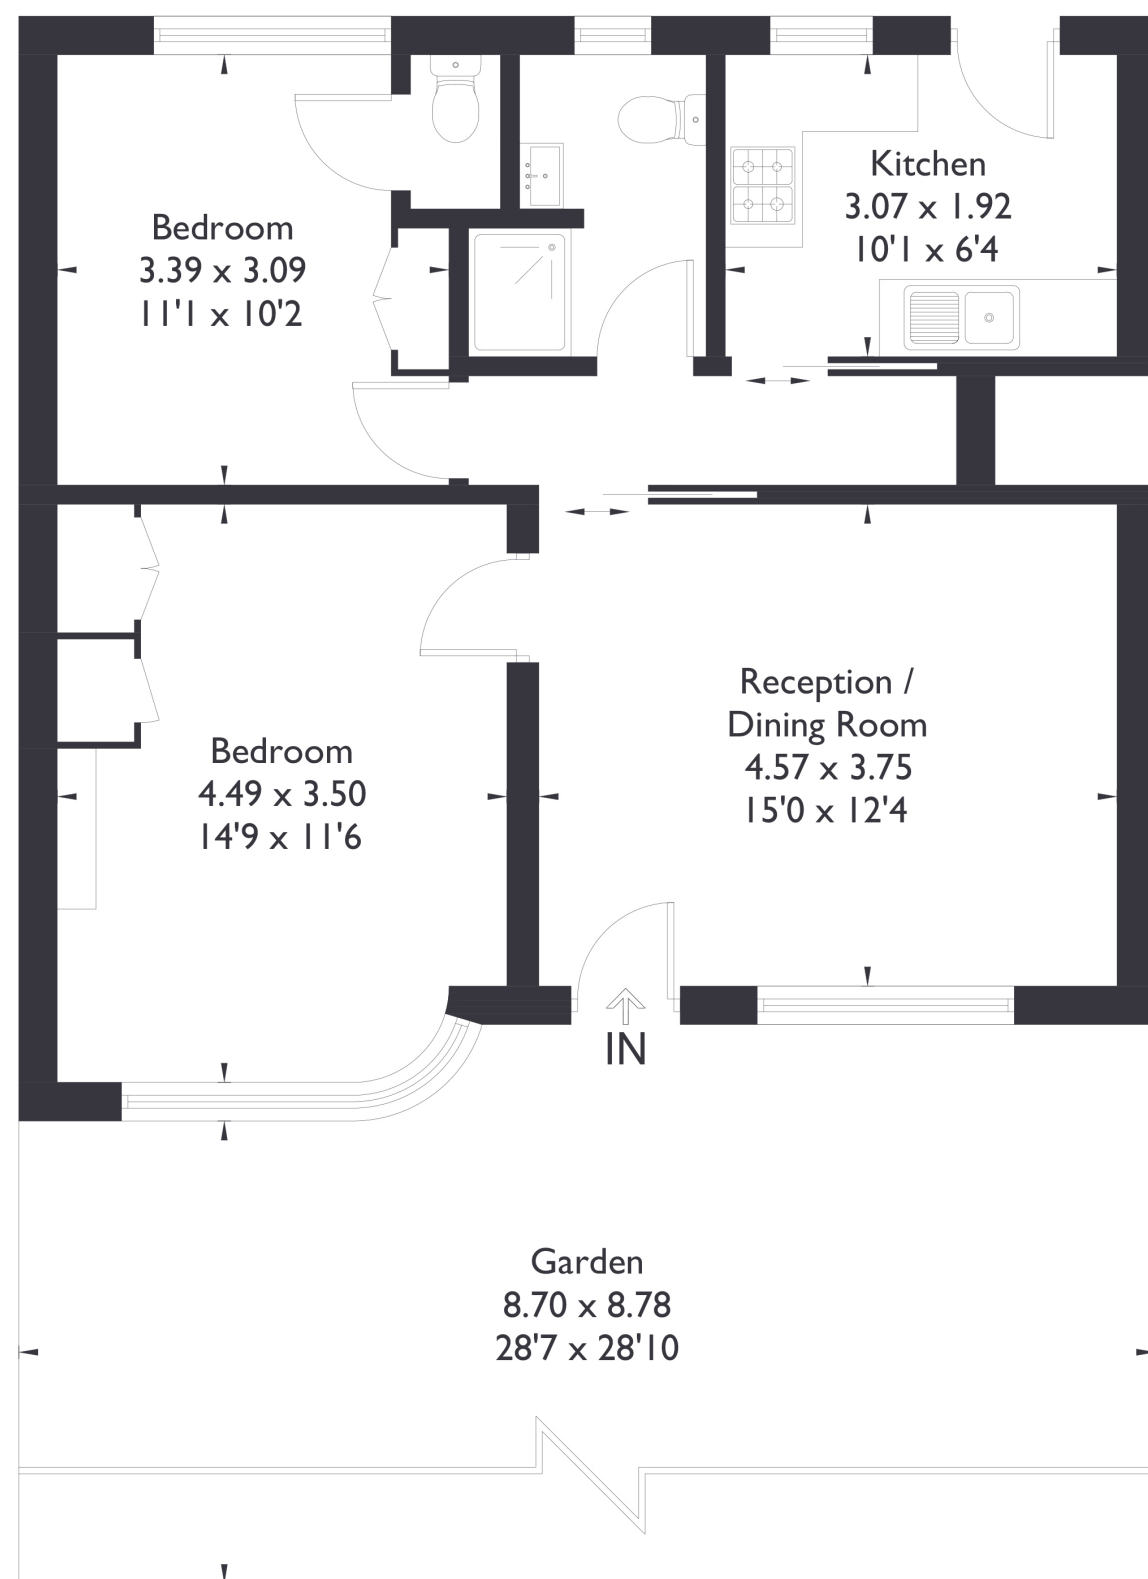 Kitchen
3.07 x 1.92
10'1 x 6'4
Bedroom
3.39 x 3.09
11'1 x 10'2
Reception /
Dining Room
4.57 x 3.75
15'0 x 12'4
Bedroom
4.49 x 3.50
14'9 x 11'6
IN
Garden
8.70 x 8.78
28'7 x 28'10